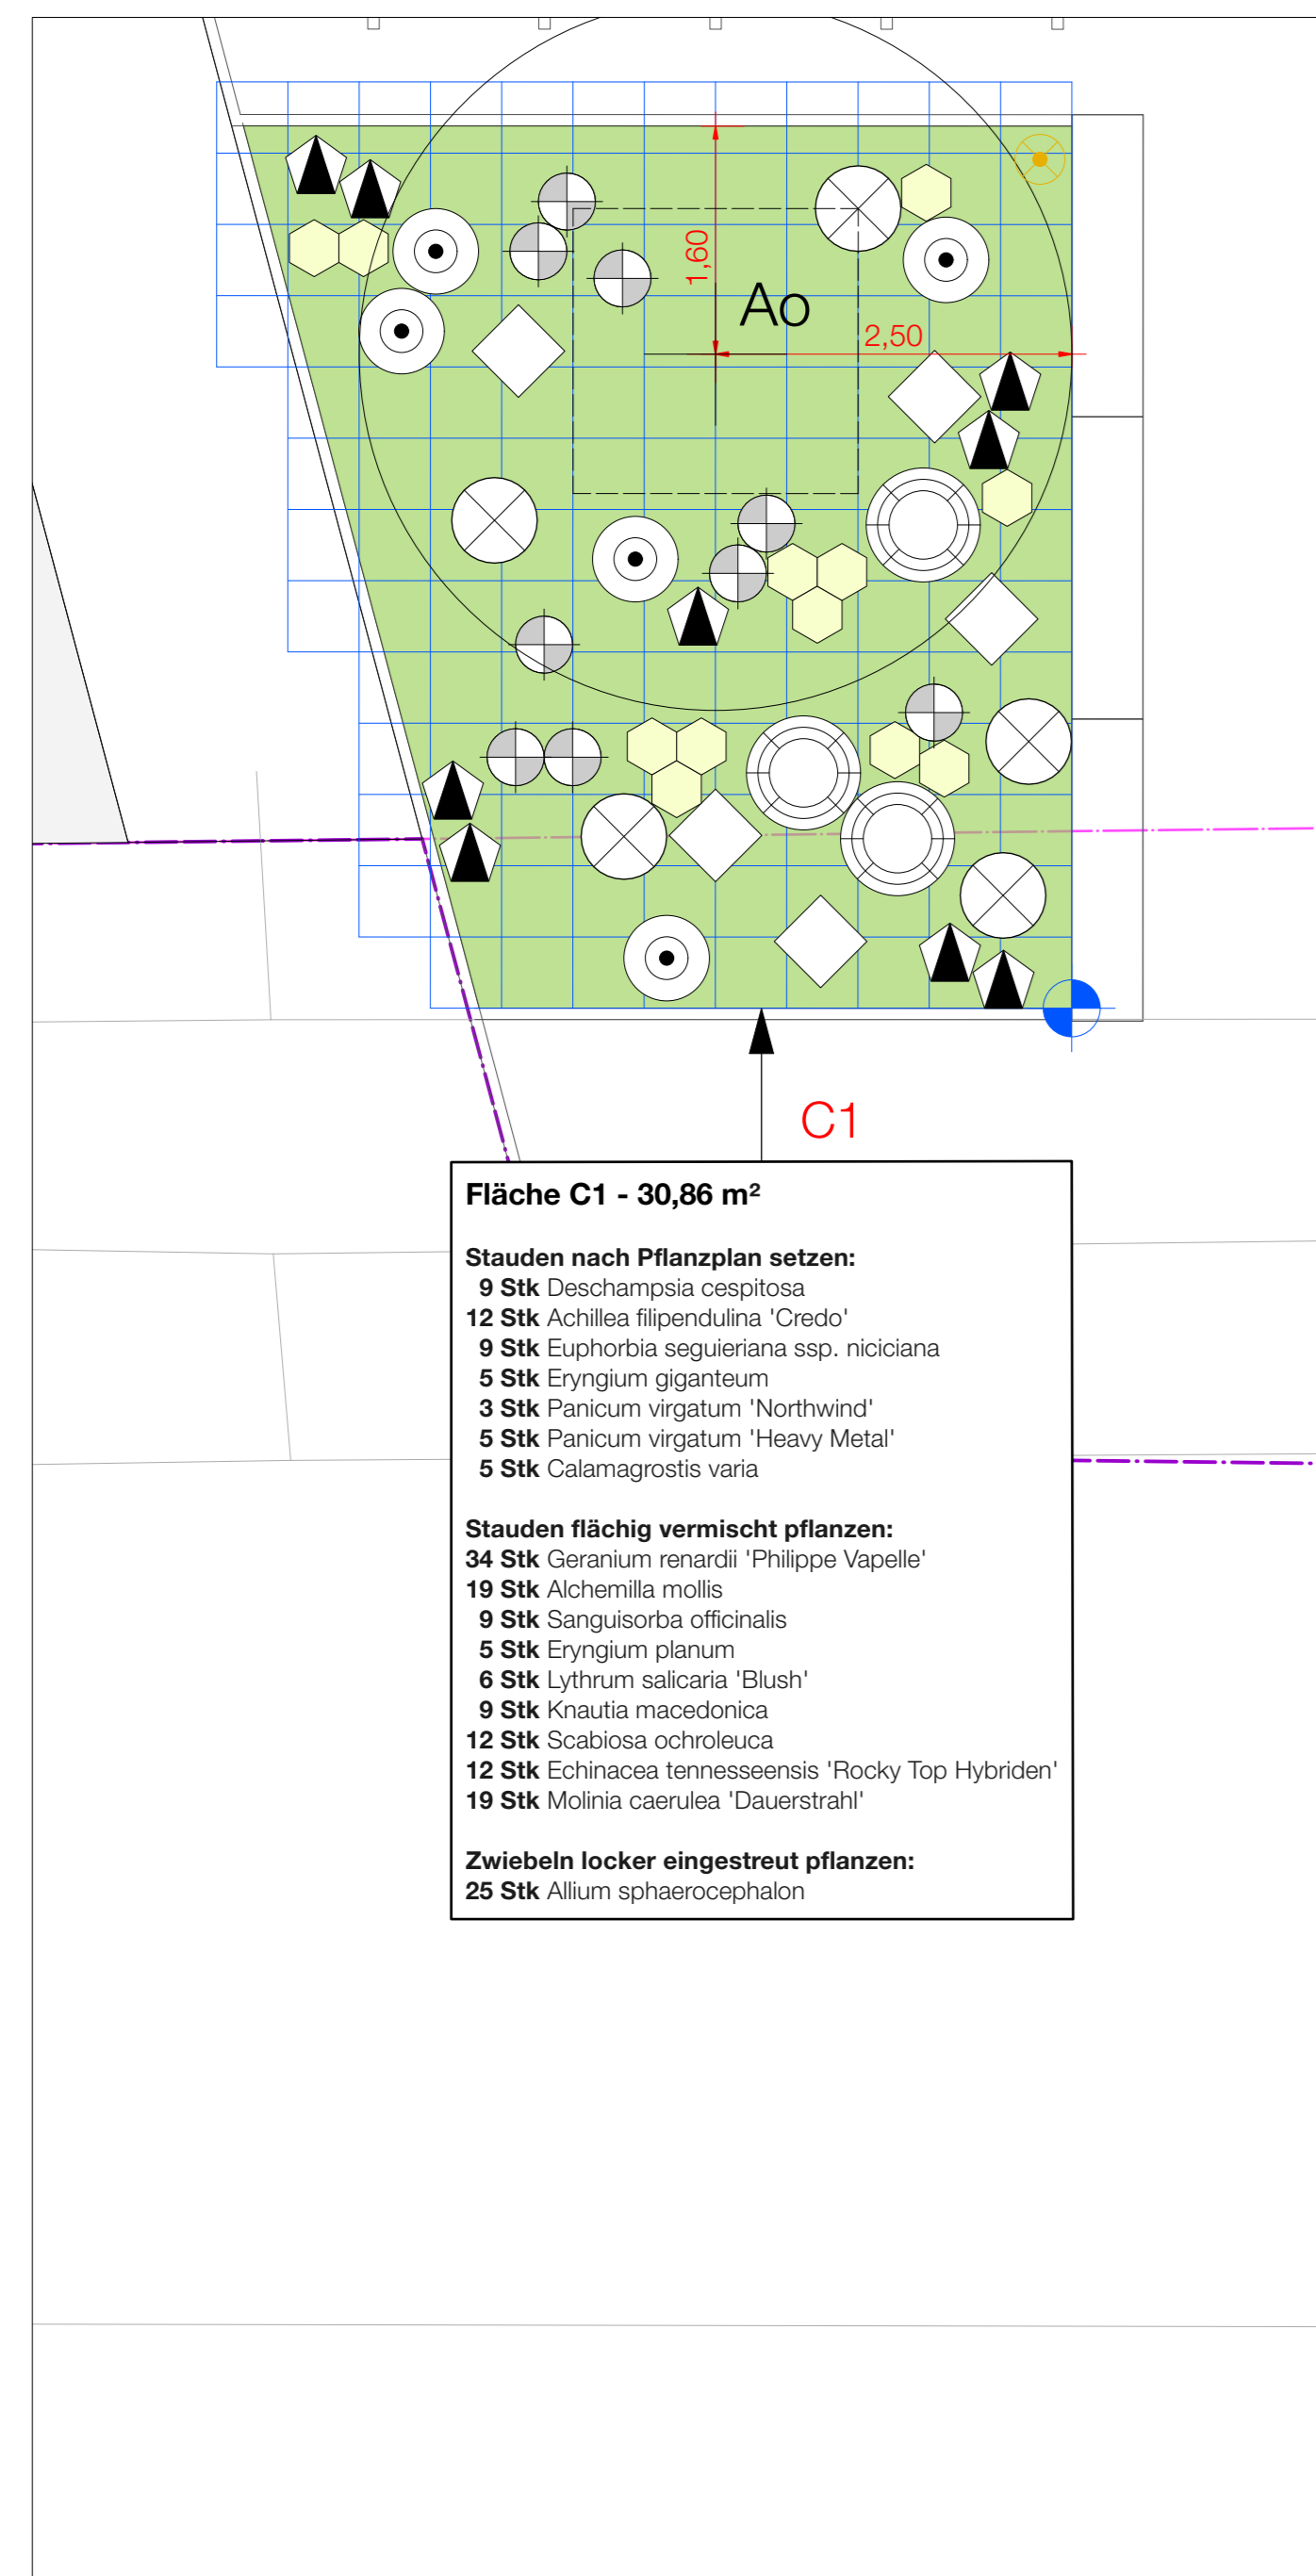 1,60
Ao
2,50
C1
Fläche C1 - 30,86 m²
Stauden nach Pflanzplan setzen:
9 Stk Deschampsia cespitosa
12 Stk Achillea filipendulina 'Credo'
9 Stk Euphorbia seguieriana ssp. niciciana
5 Stk Eryngium giganteum
3 Stk Panicum virgatum 'Northwind'
5 Stk Panicum virgatum 'Heavy Metal'
5 Stk Calamagrostis varia
Stauden flächig vermischt pflanzen:
34 Stk Geranium renardii 'Philippe Vapelle'
19 Stk Alchemilla mollis
9 Stk Sanguisorba officinalis
5 Stk Eryngium planum
6 Stk Lythrum salicaria 'Blush'
9 Stk Knautia macedonica
12 Stk Scabiosa ochroleuca
12 Stk Echinacea tennesseensis 'Rocky Top Hybriden'
19 Stk Molinia caerulea 'Dauerstrahl'
Zwiebeln locker eingestreut pflanzen:
25 Stk Allium sphaerocephalon